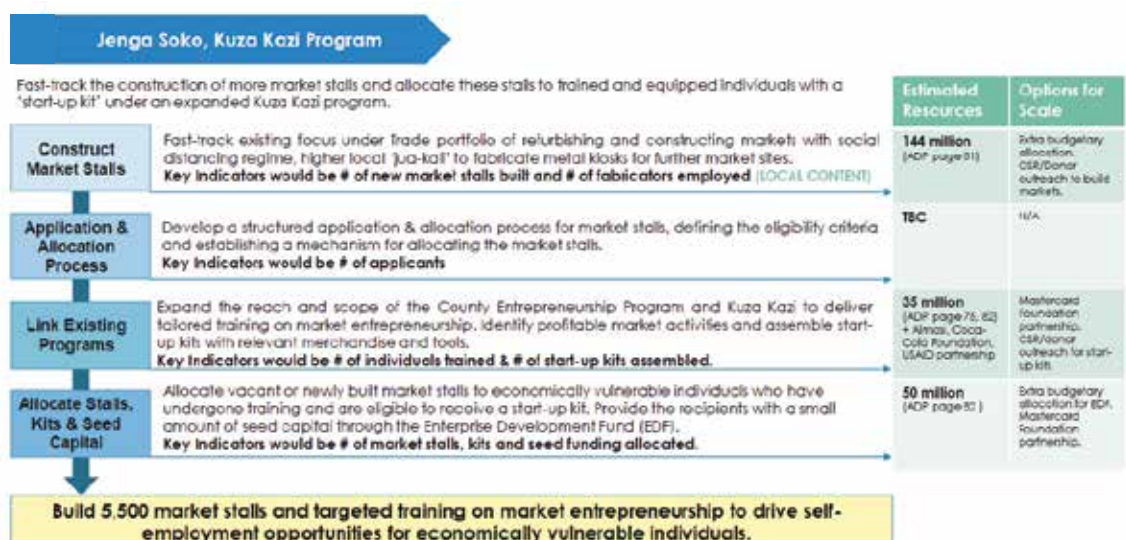 Jenga Soko, Kuza Kazi Program
Fast-track the construction of more market stalls and allocate these stalls to trained and equipped individuals with a
'start-up kit' under an expanded Kuza Kazi program.
Estimated
Resources
Options for
Scale
Construct
Market Stalls
Fast-track existing focus under Trade portfolio of refurbishing and constructing markets with social
distancing regime, higher local 'jua-kali' to fabricate metal kiosks for further market sites.
Key Indicators would be # of new market stalls built and # of fabricators employed (LOCAL CONTENT)
144 million
(ADP page 81)
Extra budgetary
allocation.
CSR/Donor
outreach to build
markets.
Application &
Allocation
Process
Develop a structured application & allocation process for market stalls, defining the eligibility criteria
and establishing a mechanism for allocating the market stalls.
Key Indicators would be # of applicants
TBC
N/A
Link Existing
Programs
Expand the reach and scope of the County Entrepreneurship Program and Kuza Kazi to deliver
tailored training on market entrepreneurship. Identify profitable market activities and assemble start-
up kits with relevant merchandise and tools.
Key Indicators would be # of individuals trained & # of start-up kits assembled.
35 million
(ADP page 76, 82)
+ Almasi, Coca-
Cola Foundation,
USAID partnership
Mastercard
Foundation
partnership.
CSR/donor
outreach for start-
up kits
Allocate Stalls,
Kits & Seed
Capital
Allocate vacant or newly built market stalls to economically vulnerable individuals who have
undergone training and are eligible to receive a start-up kit. Provide the recipients with a small
amount of seed capital through the Enterprise Development Fund (EDF).
Key Indicators would be # of market stalls, kits and seed funding allocated.
50 million
(ADP page )
Extra budgetary
allocation for EDF.
Mastercard
Foundation
partnership.
Build 5,500 market stalls and targeted training on market entrepreneurship to drive self-
employment opportunities for economically vulnerable individuals.